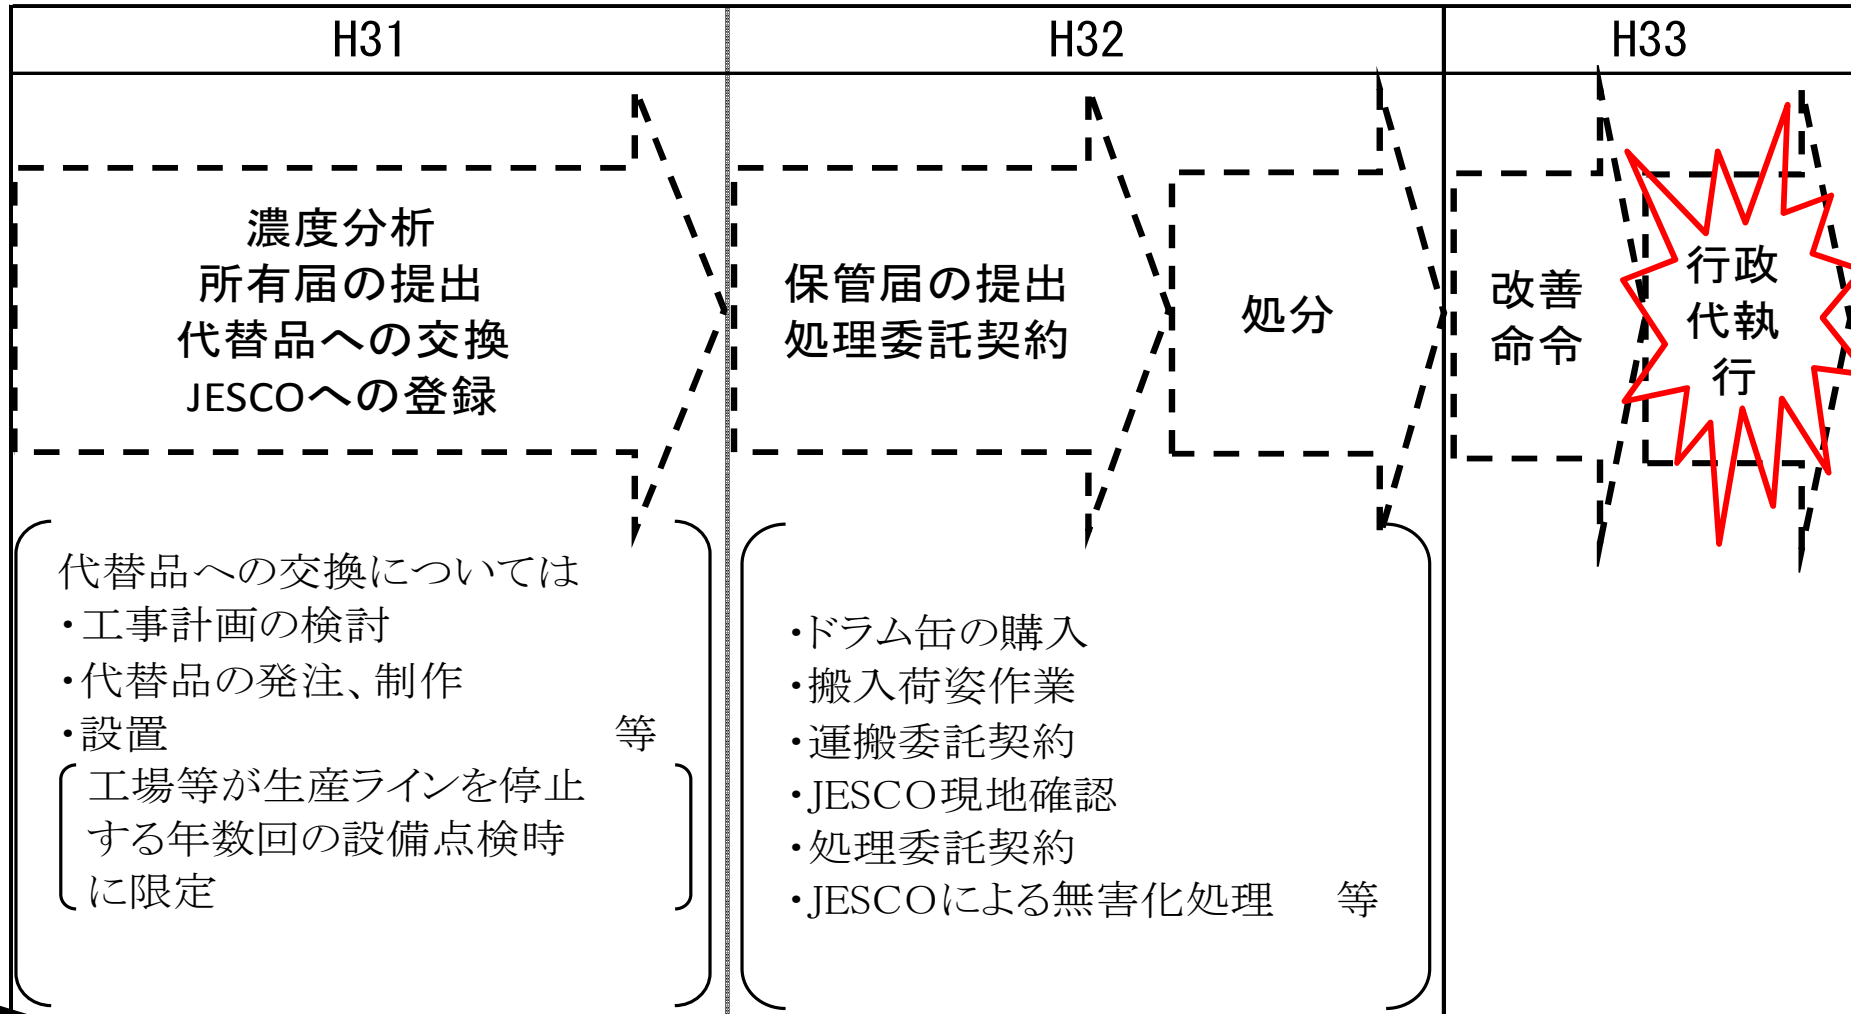 H31
H32
H33
濃度分析
所有届の提出
代替品への交換
JESCOへの登録
保管届の提出
処理委託契約
処分
改善
命令
行政
代執
行
代替品への交換については
・工事計画の検討
・代替品の発注、制作
・設置 等
工場等が生産ラインを停止
する年数回の設備点検時
に限定
・ドラム缶の購入
・搬入荷姿作業
・運搬委託契約
・JESCO現地確認
・処理委託契約
・JESCOによる無害化処理 等